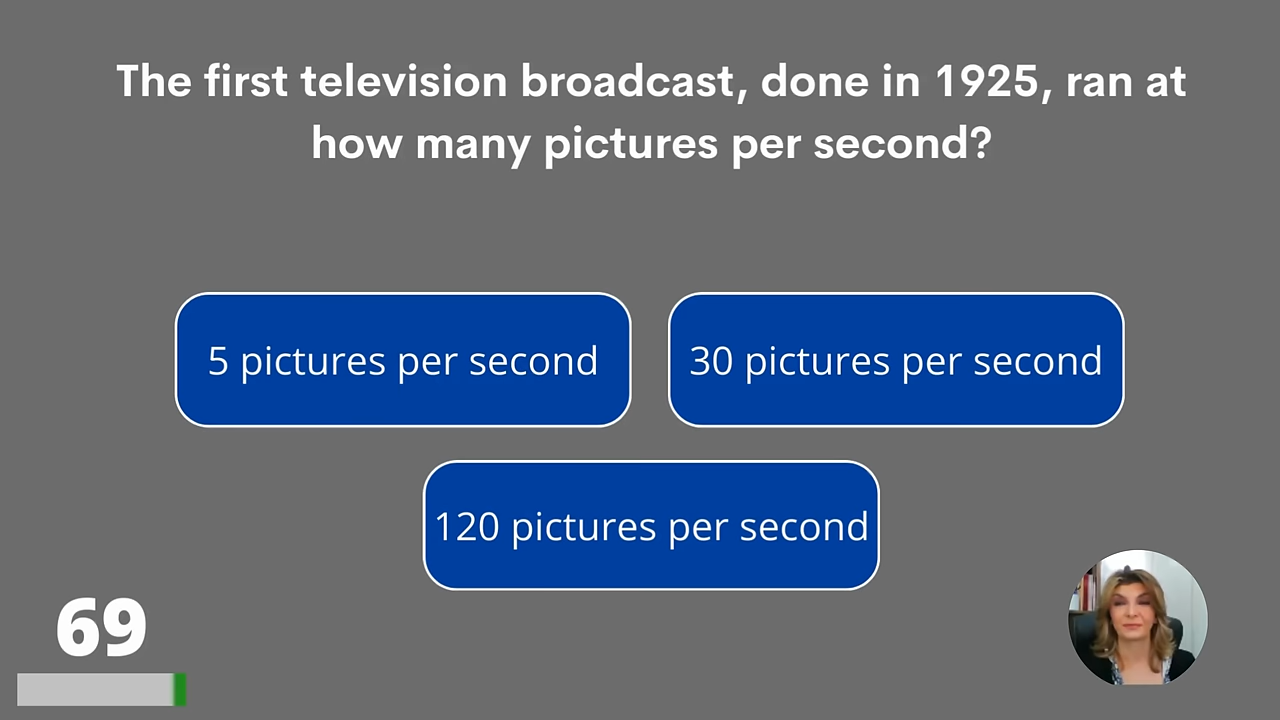 The first television broadcast, done in 1925, ran at
how many pictures per second?
5 pictures per second
30 pictures per second
120 pictures per second
69